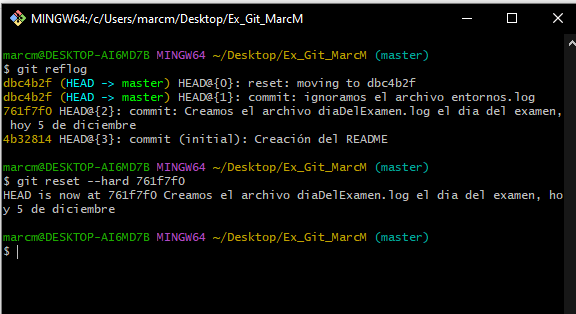 MINGW64:/c/Users/marcm/Desktop/Ex_Git_MarcM
marcm@DESKTOP-AI6MD7B MINGW64 ~/Desktop/Ex_Git_MarcM (master)
$ git reflog
dbc4b2f (HEAD -> master) HEAD@{0}: reset: moving to dbc4b2f
dbc4b2f (HEAD -> master) HEAD@{1}: commit: ignoramos el archivo entornos.log
761f7f0 HEAD@{2}: commit: Creamos el archivo diaDelExamen.log el dia del examen,
 hoy 5 de diciembre
4b32814 HEAD@{3}: commit (initial): Creación del README
marcm@DESKTOP-AI6MD7B MINGW64 ~/Desktop/Ex_Git_MarcM (master)
$ git reset --hard 761f7f0
HEAD is now at 761f7f0 Creamos el archivo diaDelExamen.log el dia del examen, ho
y 5 de diciembre
marcm@DESKTOP-AI6MD7B MINGW64 ~/Desktop/Ex_Git_MarcM (master)
$